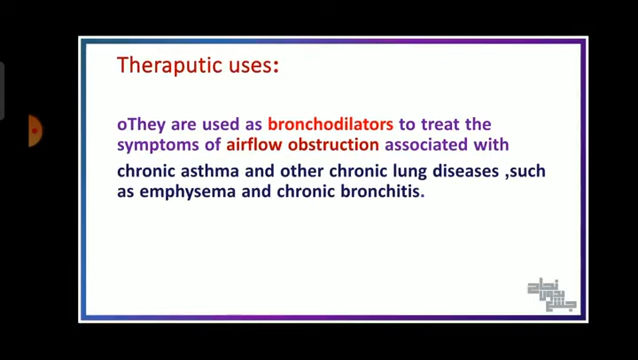 Theraputic uses:
oThey are used as bronchodilators to treat the
symptoms of airflow obstruction associated with
chronic asthma and other chronic lung diseases ,such
as emphysema and chronic bronchitis.